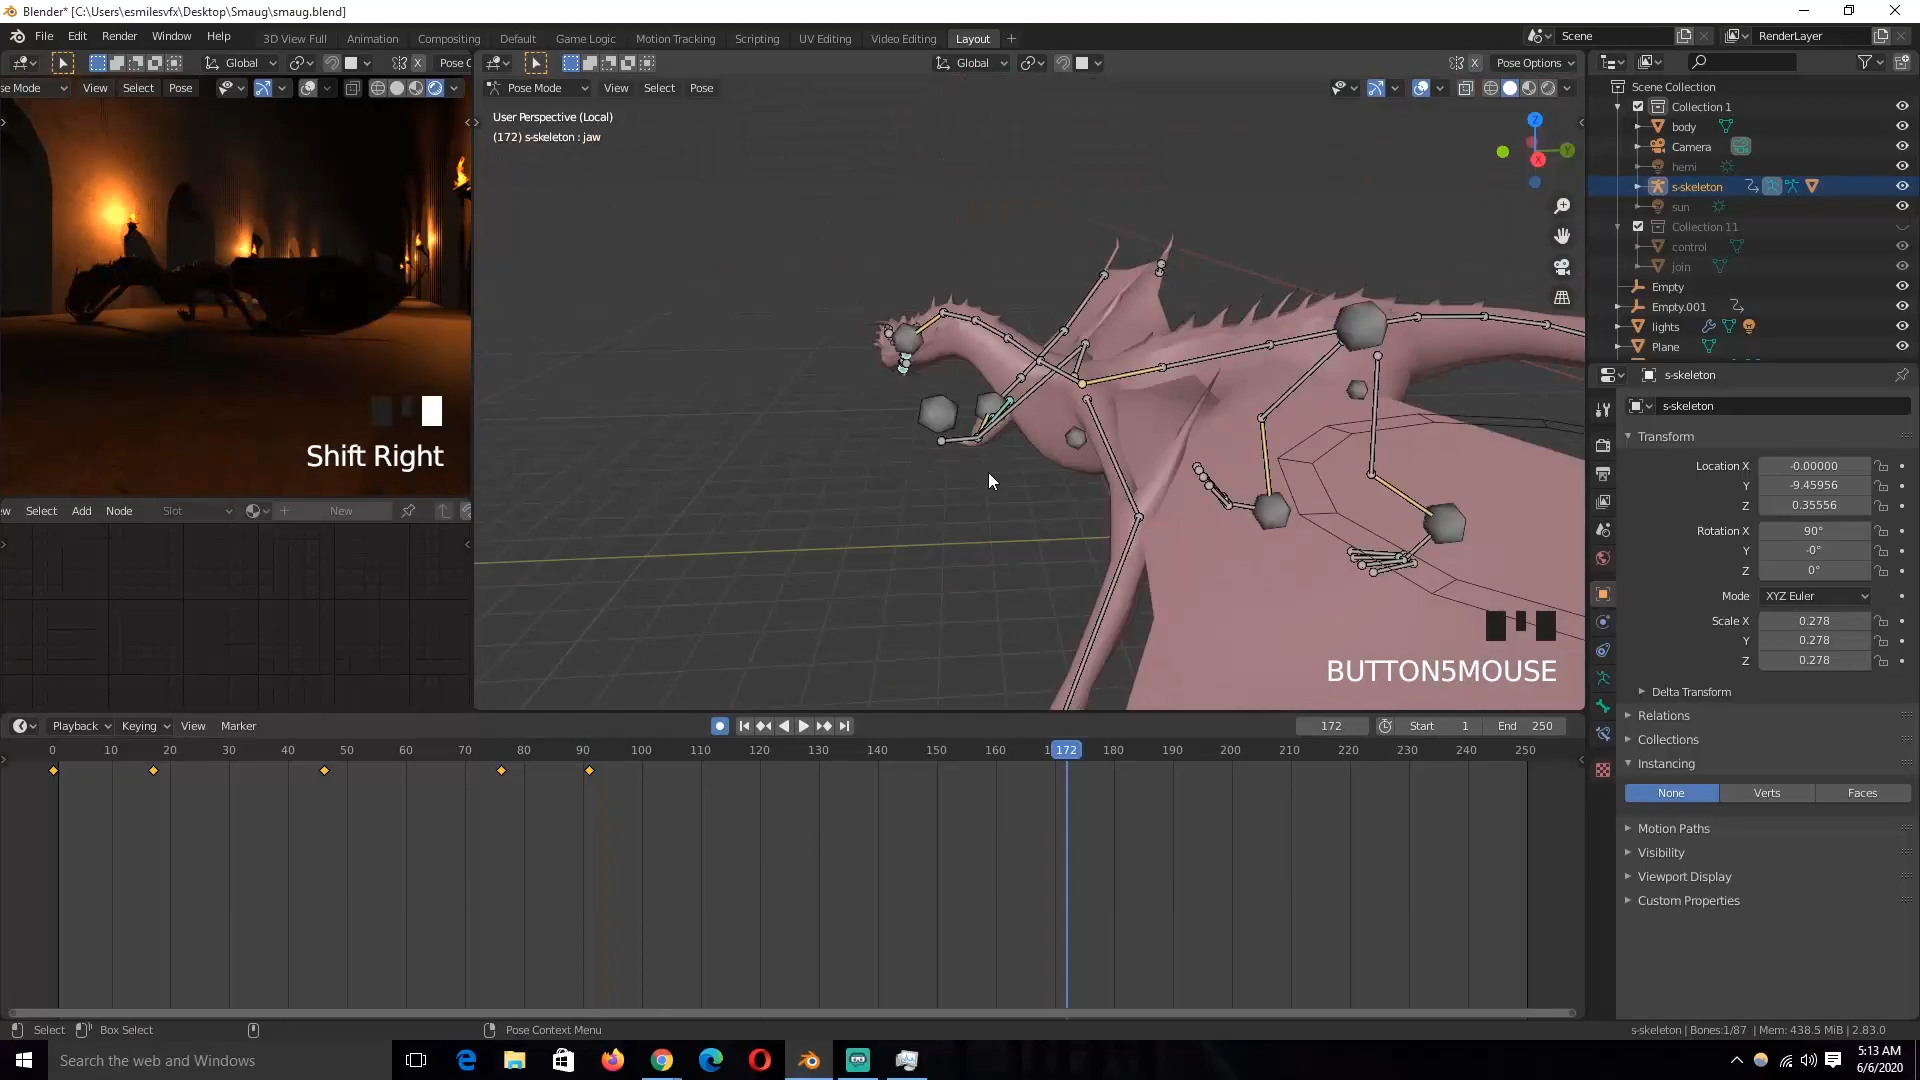 Blender* [C:\Users\esmilesvfx\Desktop\Smaug\smaug.blend]
File Edit Render Window Help
3D View Full Animation Compositing Default Game Logic Motion Tracking Scripting UV Editing Video Editing Layout
Scene RenderLayer
Global Pose O
Global Pose Options
se Mode View Select Pose
Pose Mode View Select Pose
User Perspective (Local)
(172) s-skeleton : jaw
Z
Y
X
Shift Right
BUTTON5MOUSE
ew Select Add Node Slot New
Scene Collection
Collection 1
body
Camera
hemi
s-skeleton
sun
Collection 11
control
join
Empty
Empty.001
lights
Plane
s-skeleton
s-skeleton
Transform
Location X -0.00000
Y -9.45956
Z 0.35556
Rotation X 90°
Y -0°
Z 0°
Mode XYZ Euler
Scale X 0.278
Y 0.278
Z 0.278
Delta Transform
Relations
Collections
Instancing
None Verts Faces
Motion Paths
Visibility
Viewport Display
Custom Properties
Playback Keying View Marker
172 Start 1 End 250
0 10 20 30 40 50 60 70 80 90 100 110 120 130 140 150 160 172 180 190 200 210 220 230 240 250
Select Box Select Pose Context Menu
s-skeleton | Bones:1/87 | Mem: 438.5 MiB | 2.83.0
Search the web and Windows
5:13 AM
6/6/2020